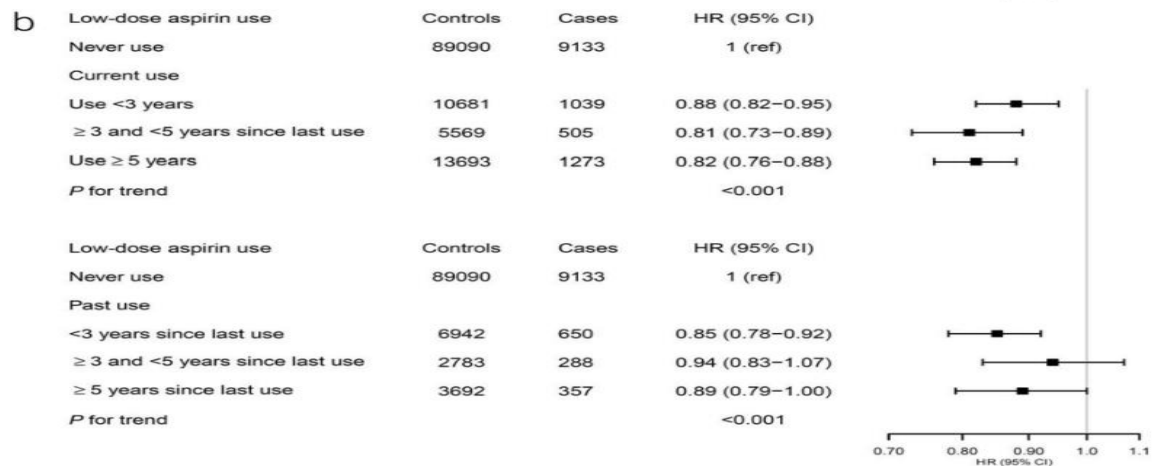 b
Low-dose aspirin use Controls Cases HR (95% CI)
Never use 89090 9133 1 (ref)
Current use
Use <3 years 10681 1039 0.88 (0.82−0.95)
≥ 3 and <5 years since last use 5569 505 0.81 (0.73−0.89)
Use ≥ 5 years 13693 1273 0.82 (0.76−0.88)
P for trend <0.001
Low-dose aspirin use Controls Cases HR (95% CI)
Never use 89090 9133 1 (ref)
Past use
<3 years since last use 6942 650 0.85 (0.78−0.92)
≥ 3 and <5 years since last use 2783 288 0.94 (0.83−1.07)
≥ 5 years since last use 3692 357 0.89 (0.79−1.00)
P for trend <0.001
0.70 0.80 0.90 1.0 1.1
HR (95% CI)